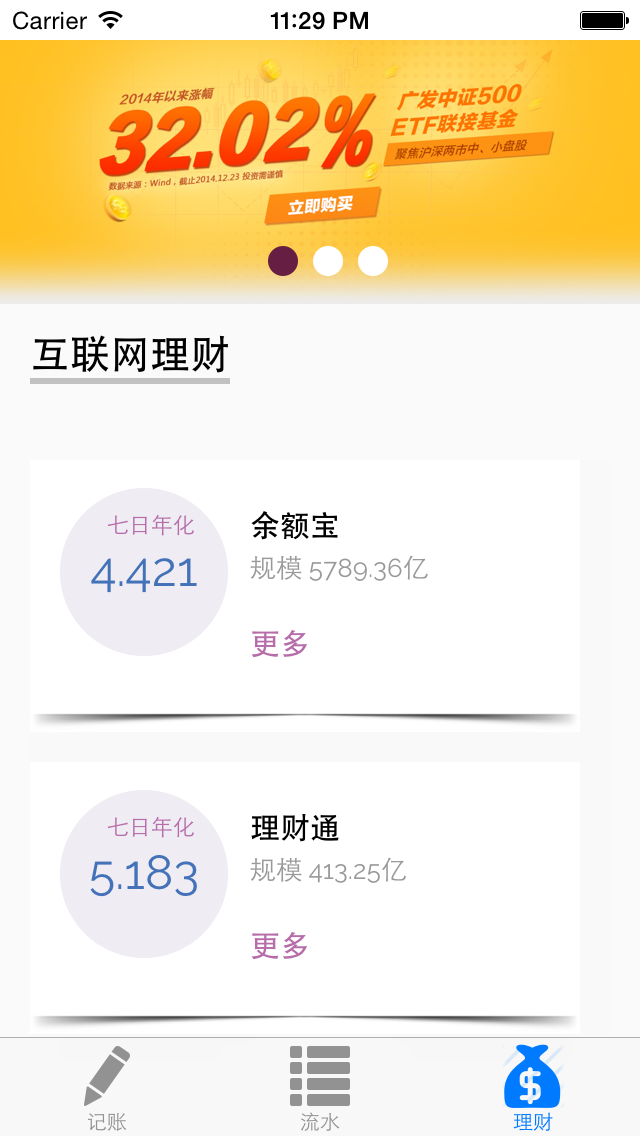 Carrier 11:29 PM
2014年以来涨幅
32.02%
数据来源：Wind，截止2014.12.23 投资需谨慎
广发中证500
ETF联接基金
聚焦沪深两市中、小盘股
立即购买
互联网理财
七日年化
4.421
余额宝
规模 5789.36亿
更多
七日年化
5.183
理财通
规模 413.25亿
更多
记账 流水 理财